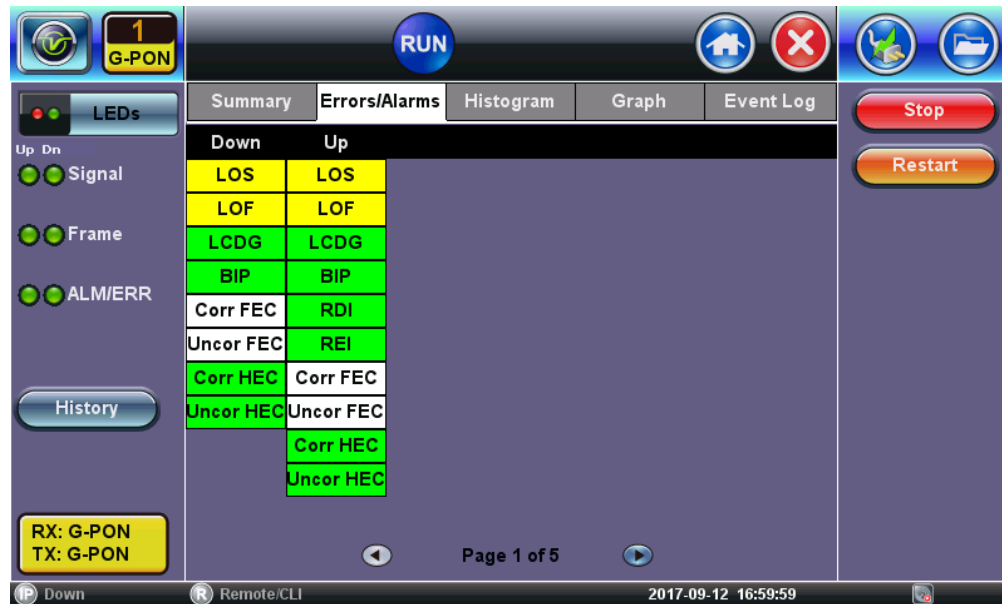 1
G-PON
RUN
LEDs
Summary Errors/Alarms Histogram Graph Event Log
Stop
Restart
Up Dn
Signal
Frame
ALM/ERR
History
Down Up
LOS LOS
LOF LOF
LCDG LCDG
BIP BIP
Corr FEC RDI
Uncor FEC REI
Corr HEC Corr FEC
Uncor HEC Uncor FEC
Corr HEC
Uncor HEC
RX: G-PON
TX: G-PON
Page 1 of 5
IP Down R Remote/CLI 2017-09-12 16:59:59